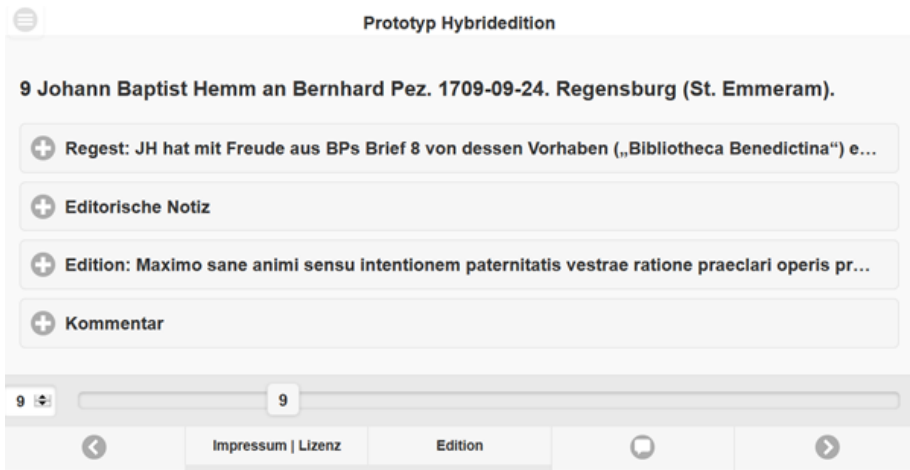 Prototyp Hybridedition
9 Johann Baptist Hemm an Bernhard Pez. 1709-09-24. Regensburg (St. Emmeram).
Regest: JH hat mit Freude aus BPs Brief 8 von dessen Vorhaben („Bibliotheca Benedictina“) e…
Editorische Notiz
Edition: Maximo sane animi sensu intentionem paternitatis vestrae ratione praeclari operis pr…
Kommentar
9 9
Impressum | Lizenz Edition